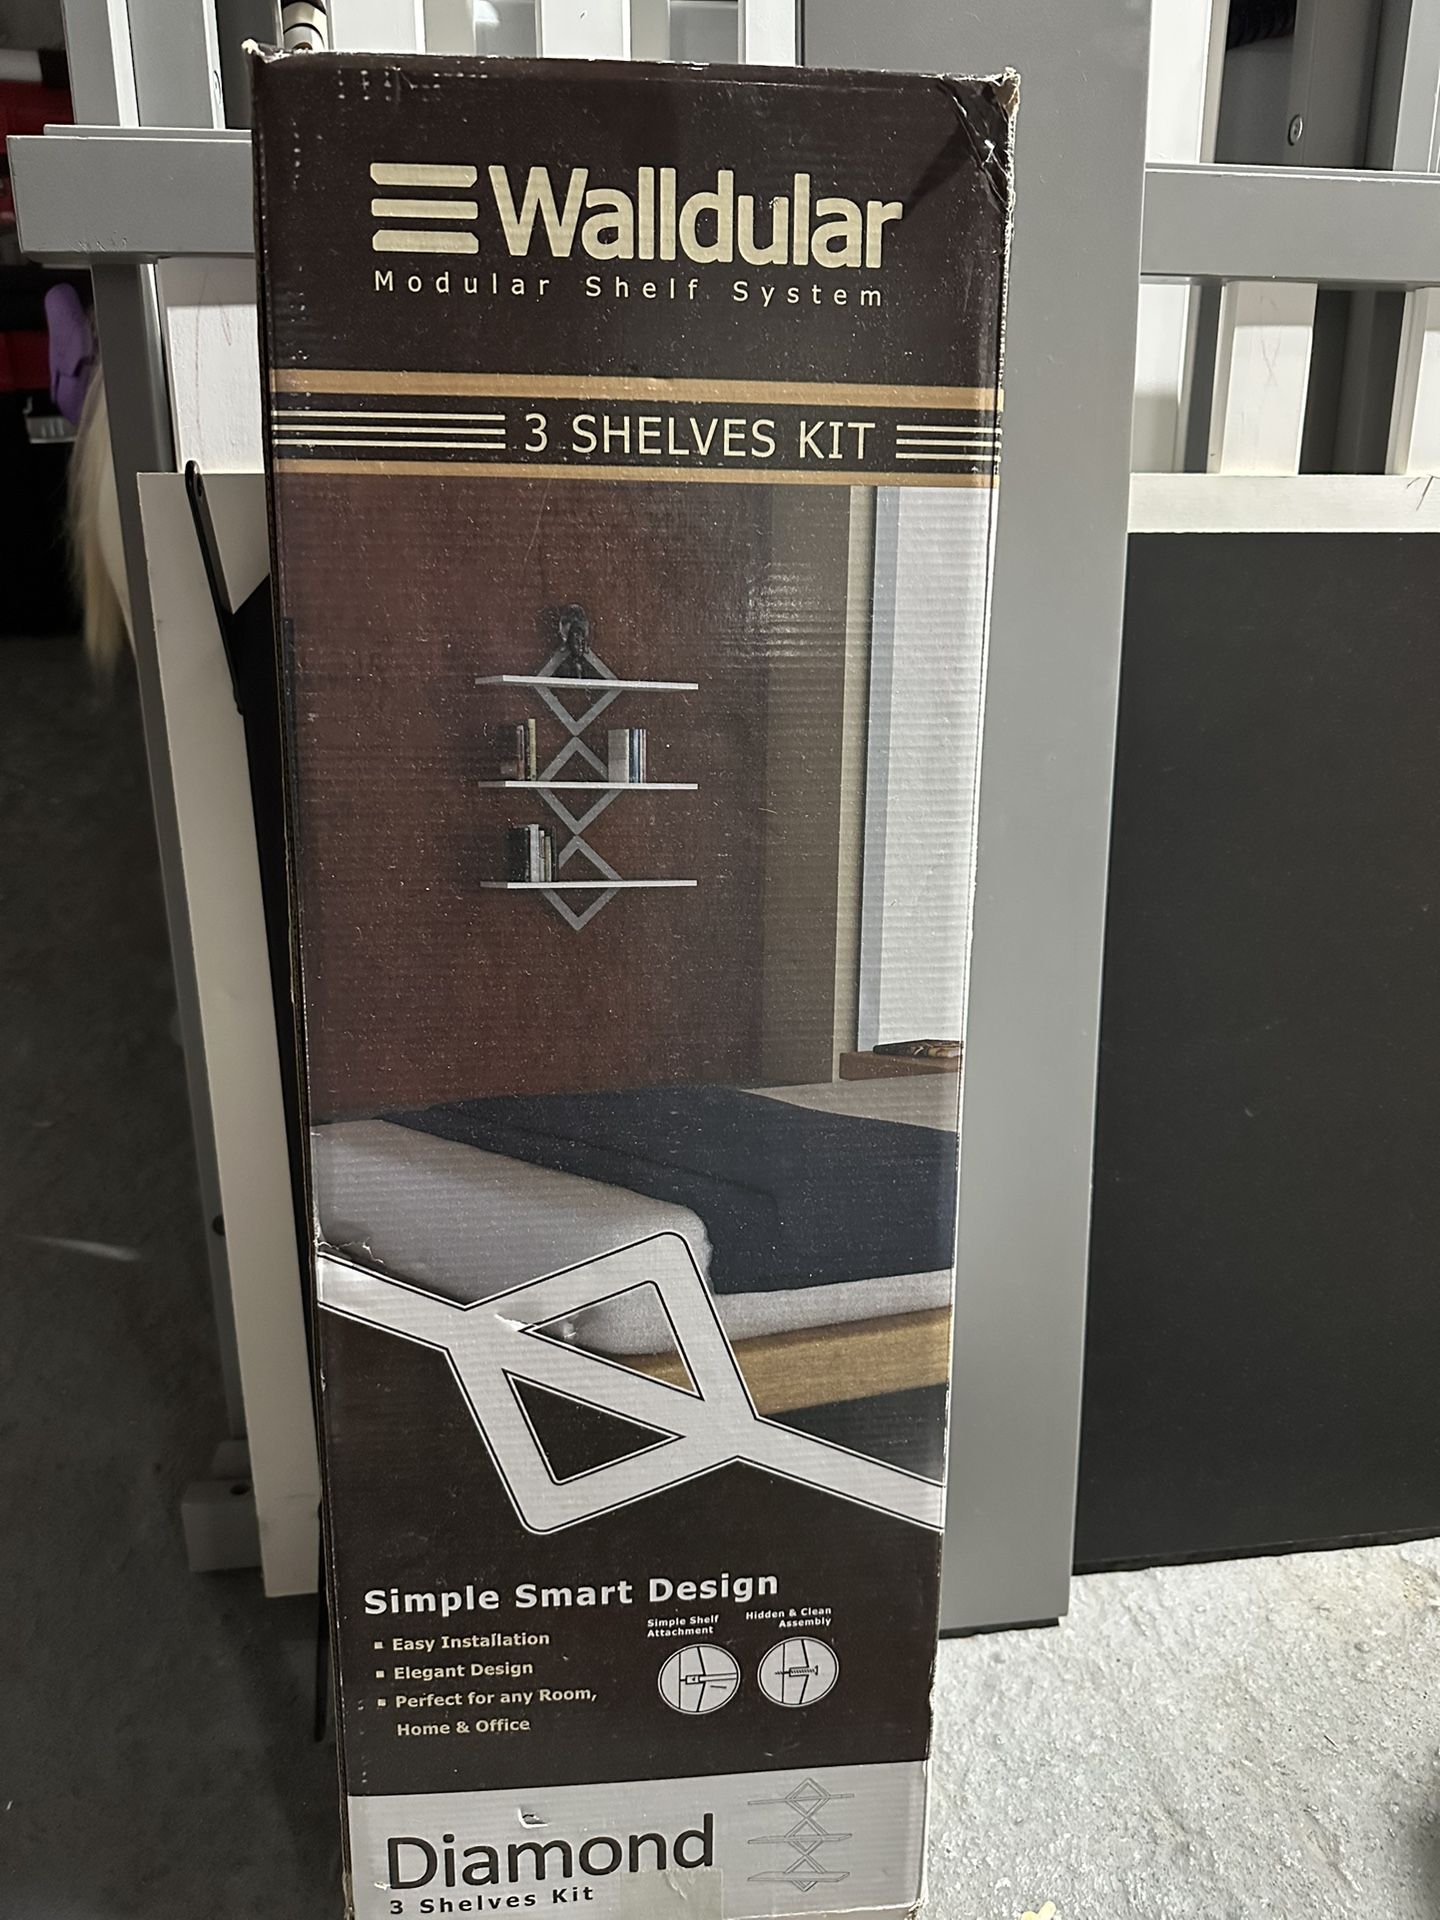 Walldular
Modular Shelf System
3 SHELVES KIT
Simple Smart Design
Easy Installation
Elegant Design
Perfect for any Room,
Home & Office
Simple Shelf
Attachment
Hidden & Clean
Assembly
Diamond
3 Shelves Kit